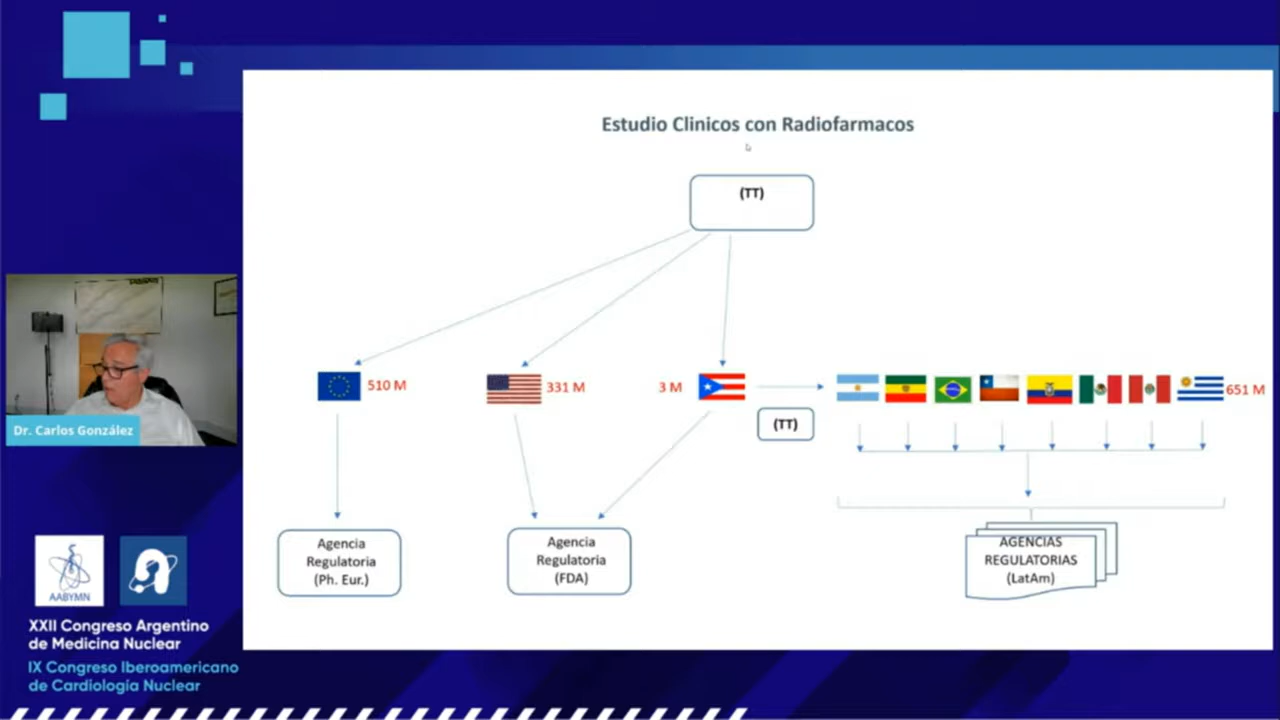 Estudio Clinicos con Radiofarmacos
(TT)
510 M
331 M
3 M
651 M
(TT)
Agencia
Regulatoria
(Ph. Eur.)
Agencia
Regulatoria
(FDA)
AGENCIAS
REGULATORIAS
(LatAm)
Dr. Carlos González
AABYMN
XXII Congreso Argentino
de Medicina Nuclear
IX Congreso Iberoamericano
de Cardiología Nuclear